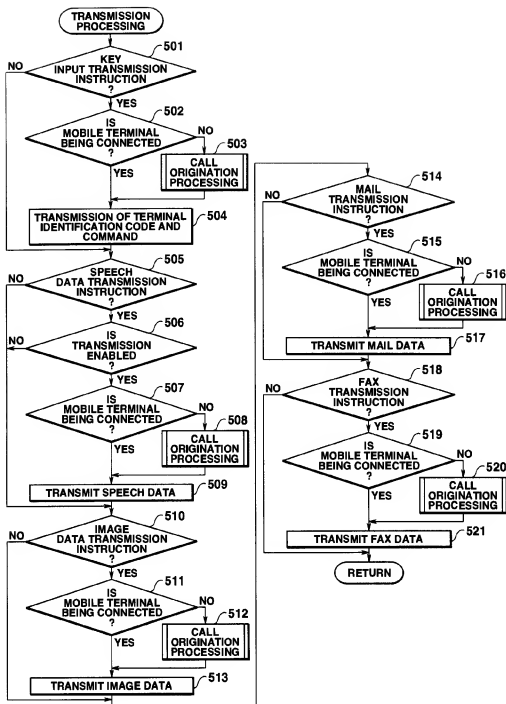 TRANSMISSION
PROCESSING
501
KEY
INPUT TRANSMISSION
INSTRUCTION
?
NO
YES
502
IS
MOBILE TERMINAL
BEING CONNECTED
?
NO
YES
503
CALL
ORIGINATION
PROCESSING
TRANSMISSION OF TERMINAL
IDENTIFICATION CODE AND
COMMAND
504
505
SPEECH
DATA TRANSMISSION
INSTRUCTION
?
NO
YES
506
IS
TRANSMISSION
ENABLED
?
NO
YES
507
IS
MOBILE TERMINAL
BEING CONNECTED
?
NO
YES
508
CALL
ORIGINATION
PROCESSING
TRANSMIT SPEECH DATA
509
510
IMAGE
DATA TRANSMISSION
INSTRUCTION
?
NO
YES
511
IS
MOBILE TERMINAL
BEING CONNECTED
?
NO
YES
512
CALL
ORIGINATION
PROCESSING
TRANSMIT IMAGE DATA
513
514
MAIL
TRANSMISSION
INSTRUCTION
?
NO
YES
515
IS
MOBILE TERMINAL
BEING CONNECTED
?
NO
YES
516
CALL
ORIGINATION
PROCESSING
TRANSMIT MAIL DATA
517
518
FAX
TRANSMISSION
INSTRUCTION
?
NO
YES
519
IS
MOBILE TERMINAL
BEING CONNECTED
?
NO
YES
520
CALL
ORIGINATION
PROCESSING
TRANSMIT FAX DATA
521
RETURN